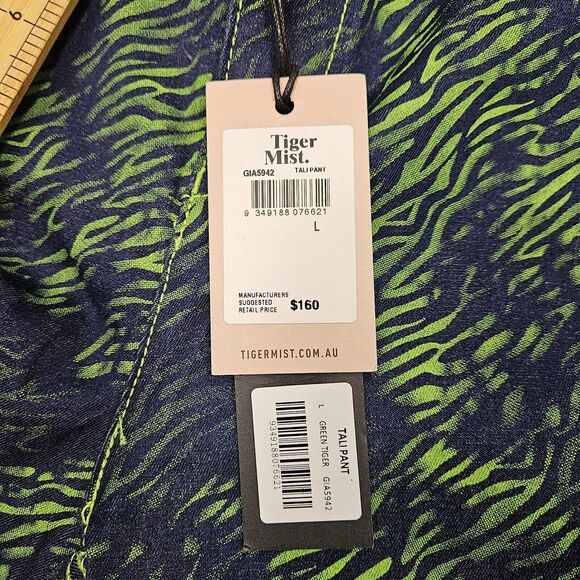 6
Tiger
Mist.
GIA5942 TALI PANT
9 349188 076621
L
MANUFACTURERS
SUGGESTED
RETAIL PRICE $160
TIGERMIST.COM.AU
TALI PANT
L GREEN TIGER GIA5942
9349188076621